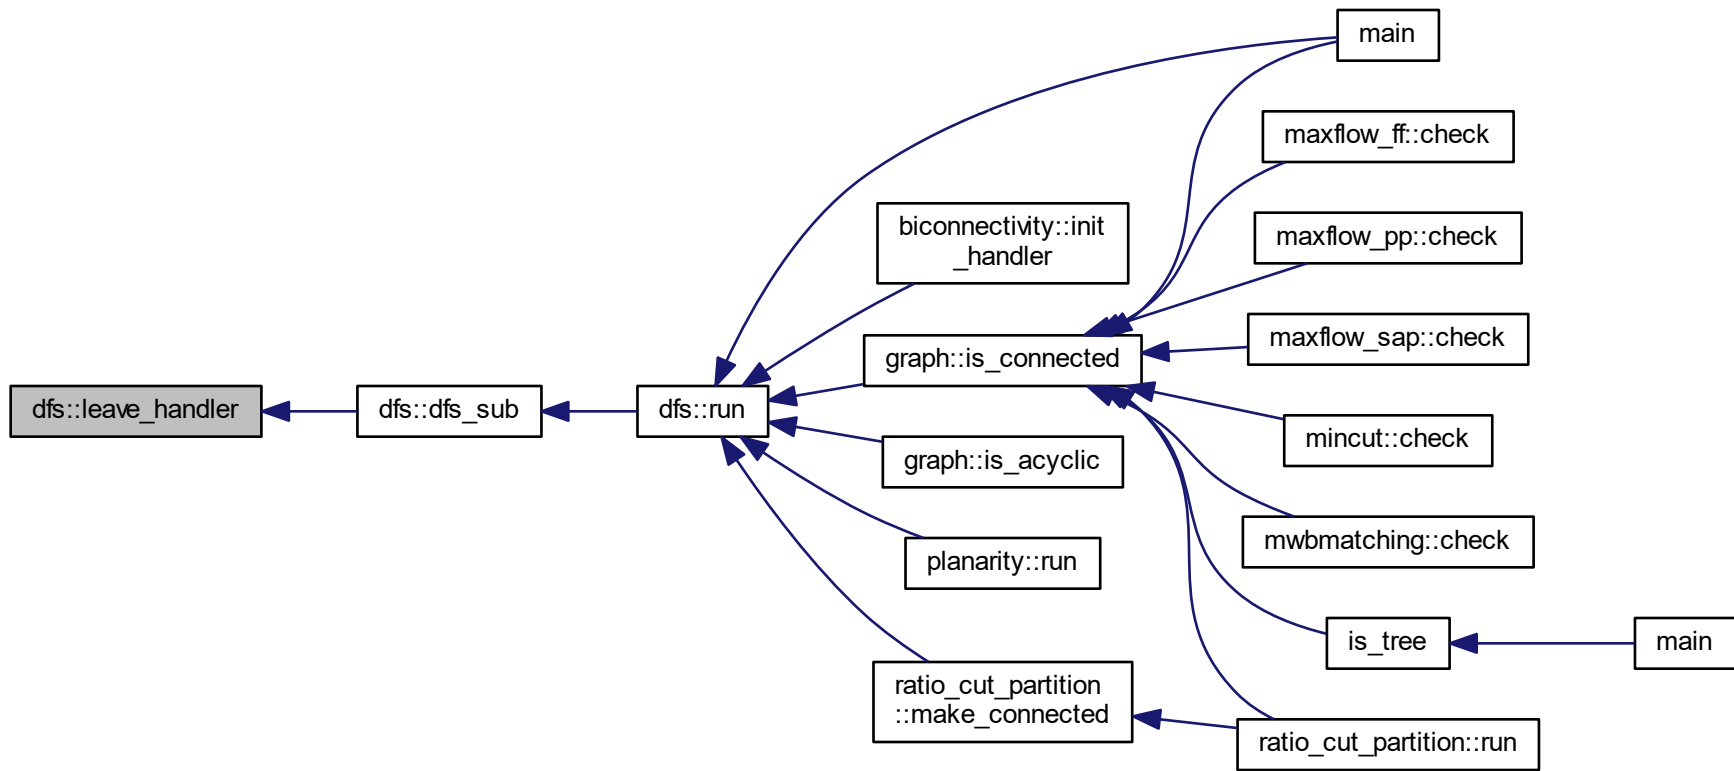 main
maxflow_ff::check
biconnectivity::init
_handler
maxflow_pp::check
maxflow_sap::check
graph::is_connected
dfs::leave_handler
dfs::dfs_sub
dfs::run
mincut::check
graph::is_acyclic
mwbmatching::check
planarity::run
is_tree
main
ratio_cut_partition
::make_connected
ratio_cut_partition::run